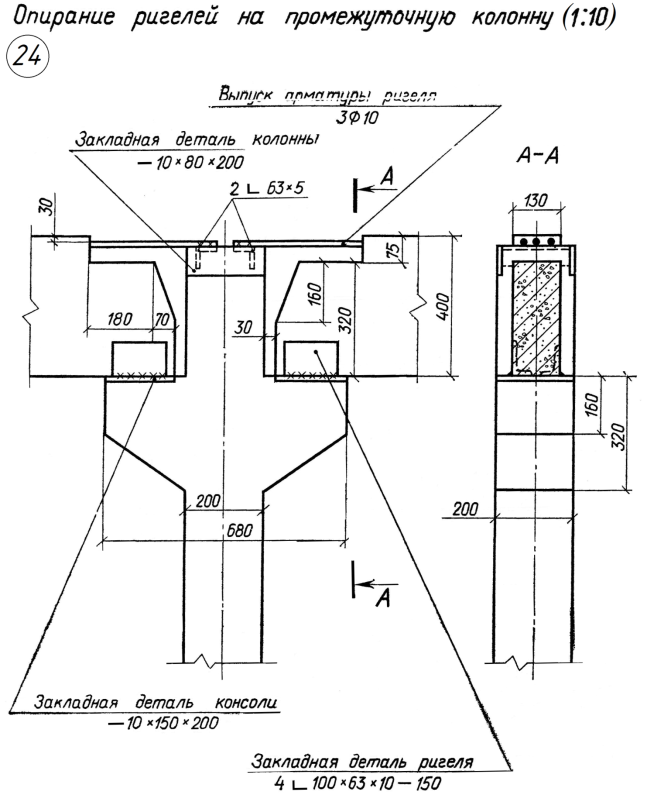 Опирание ригелей на промежуточную колонну (1:10)
24
Выпуск арматуры ригеля
3Ф10
Закладная деталь колонны
— 10 × 80 × 200
2 ∟ 63 × 5
А
А-А
30
130
75
180
70
30
160
320
400
160
320
200
680
200
А
Закладная деталь консоли
— 10 × 150 × 200
Закладная деталь ригеля
4 ∟ 100 × 63 × 10 — 150